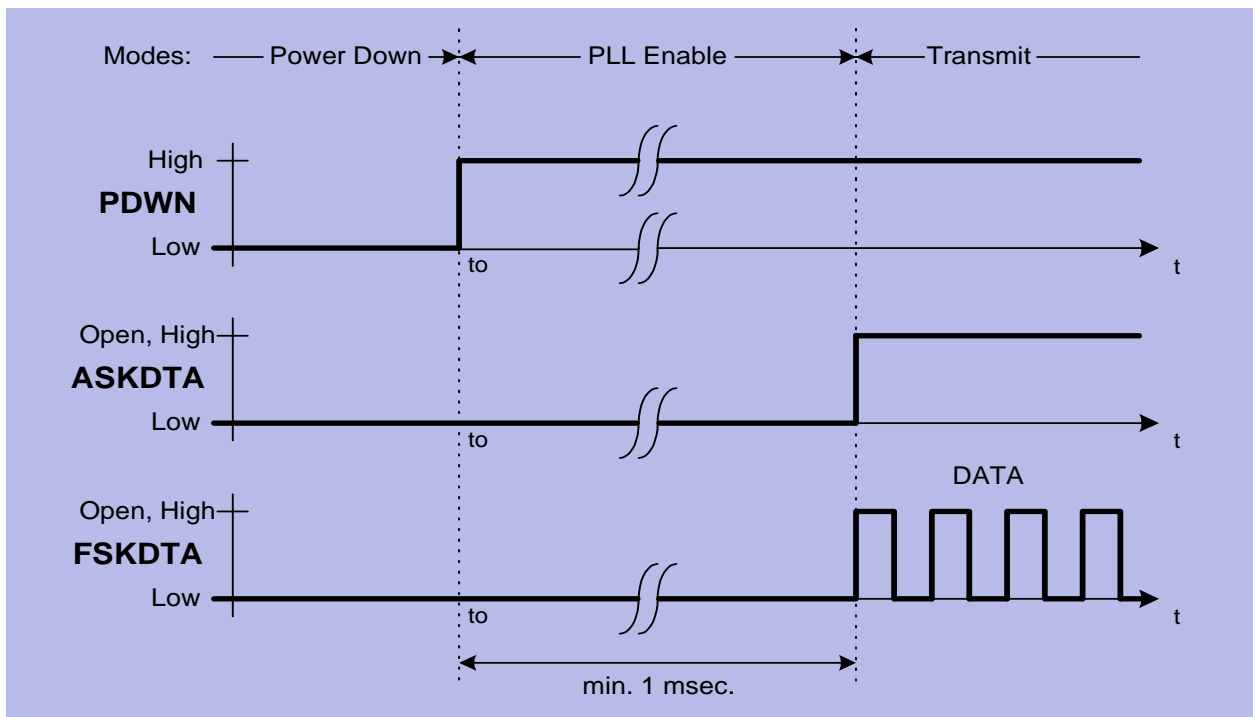 Modes: Power Down PLL Enable Transmit
High
PDWN
Low
to
t
Open, High
ASKDTA
Low
to
t
DATA
Open, High
FSKDTA
Low
to
t
min. 1 msec.